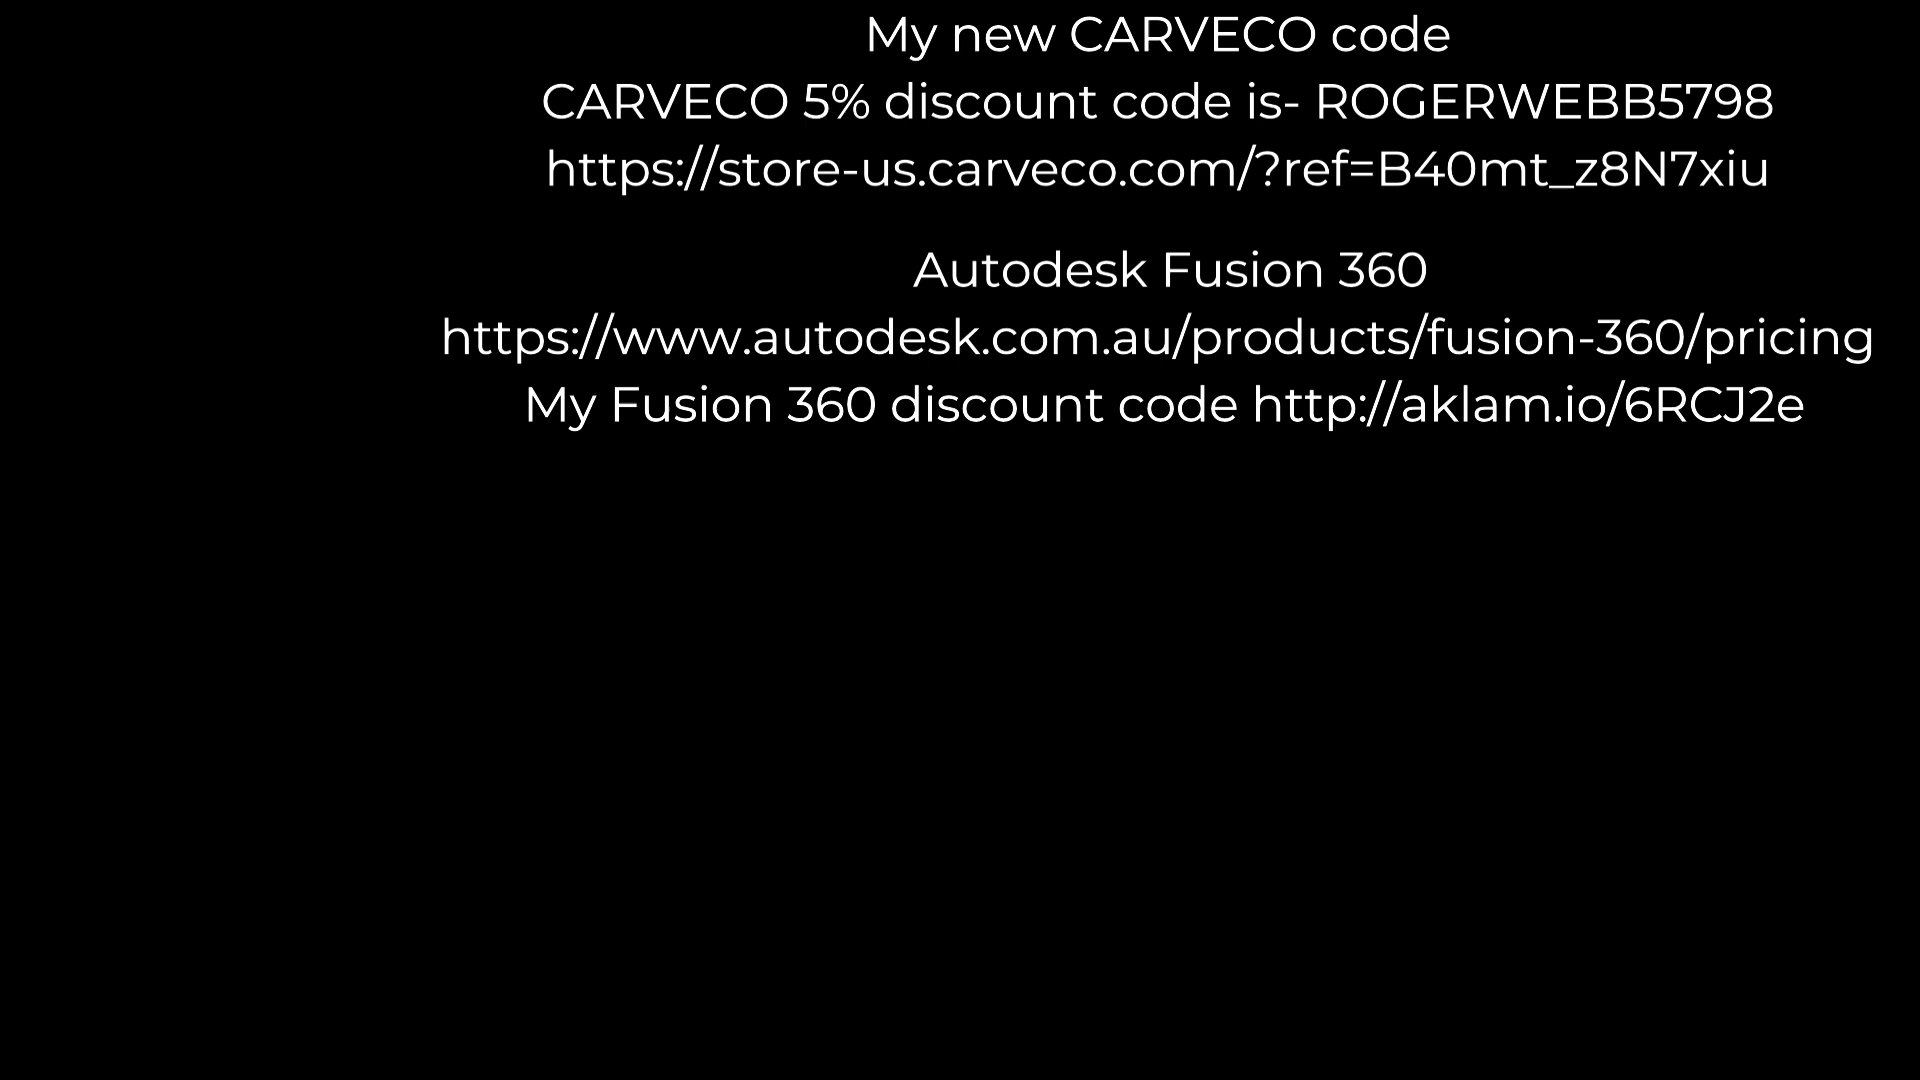 My new CARVECO code
CARVECO 5% discount code is- ROGERWEBB5798
https://store-us.carveco.com/?ref=B40mt_z8N7xiu
Autodesk Fusion 360
https://www.autodesk.com.au/products/fusion-360/pricing
My Fusion 360 discount code http://aklam.io/6RCJ2e